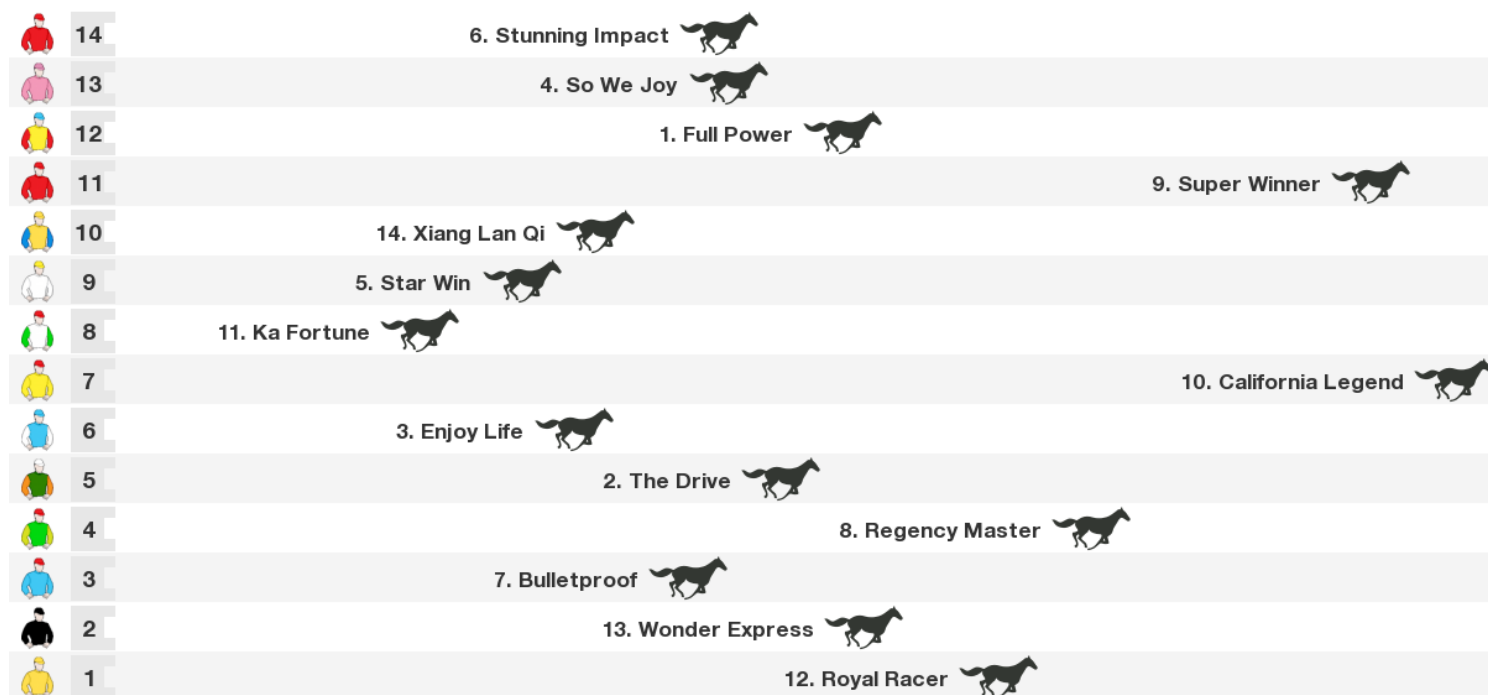 14 6. Stunning Impact
13 4. So We Joy
12 1. Full Power
11 9. Super Winner
10 14. Xiang Lan Qi
9 5. Star Win
8 11. Ka Fortune
7 10. California Legend
6 3. Enjoy Life
5 2. The Drive
4 8. Regency Master
3 7. Bulletproof
2 13. Wonder Express
1 12. Royal Racer